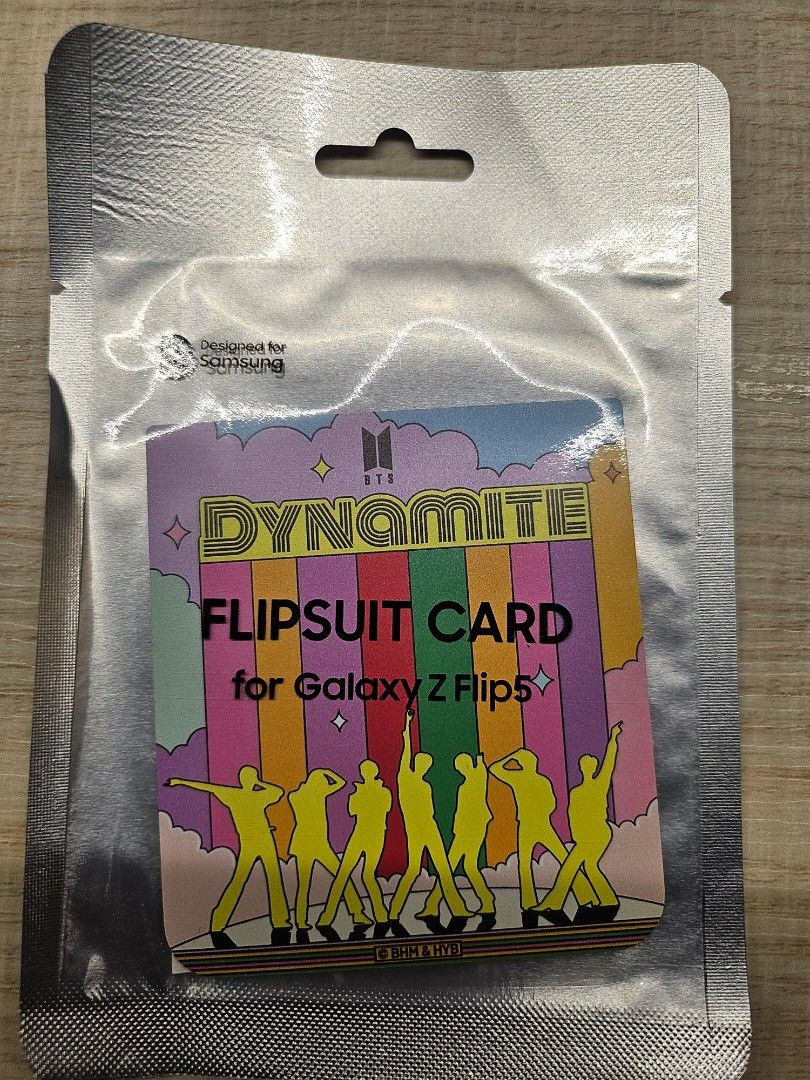 Designed for
Samsung
BTS
DYNAMITE
FLIPSUIT CARD
for Galaxy Z Flip5
© BHM & HYB